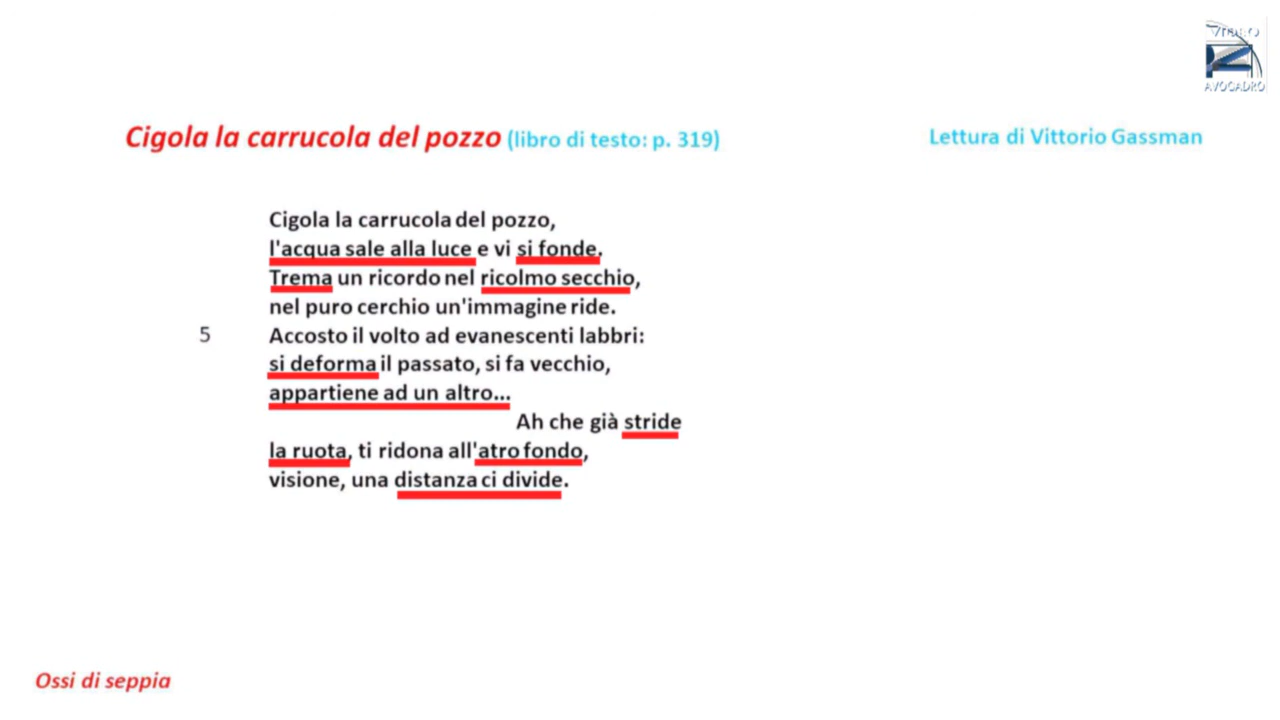 VIDEO
AVOGADRO
Cigola la carrucola del pozzo (libro di testo: p. 319)
Lettura di Vittorio Gassman
Cigola la carrucola del pozzo,
l'acqua sale alla luce e vi si fonde.
Trema un ricordo nel ricolmo secchio,
nel puro cerchio un'immagine ride.
5 Accosto il volto ad evanescenti labbri:
si deforma il passato, si fa vecchio,
appartiene ad un altro...
Ah che già stride
la ruota, ti ridona all'atro fondo,
visione, una distanza ci divide.
Ossi di seppia